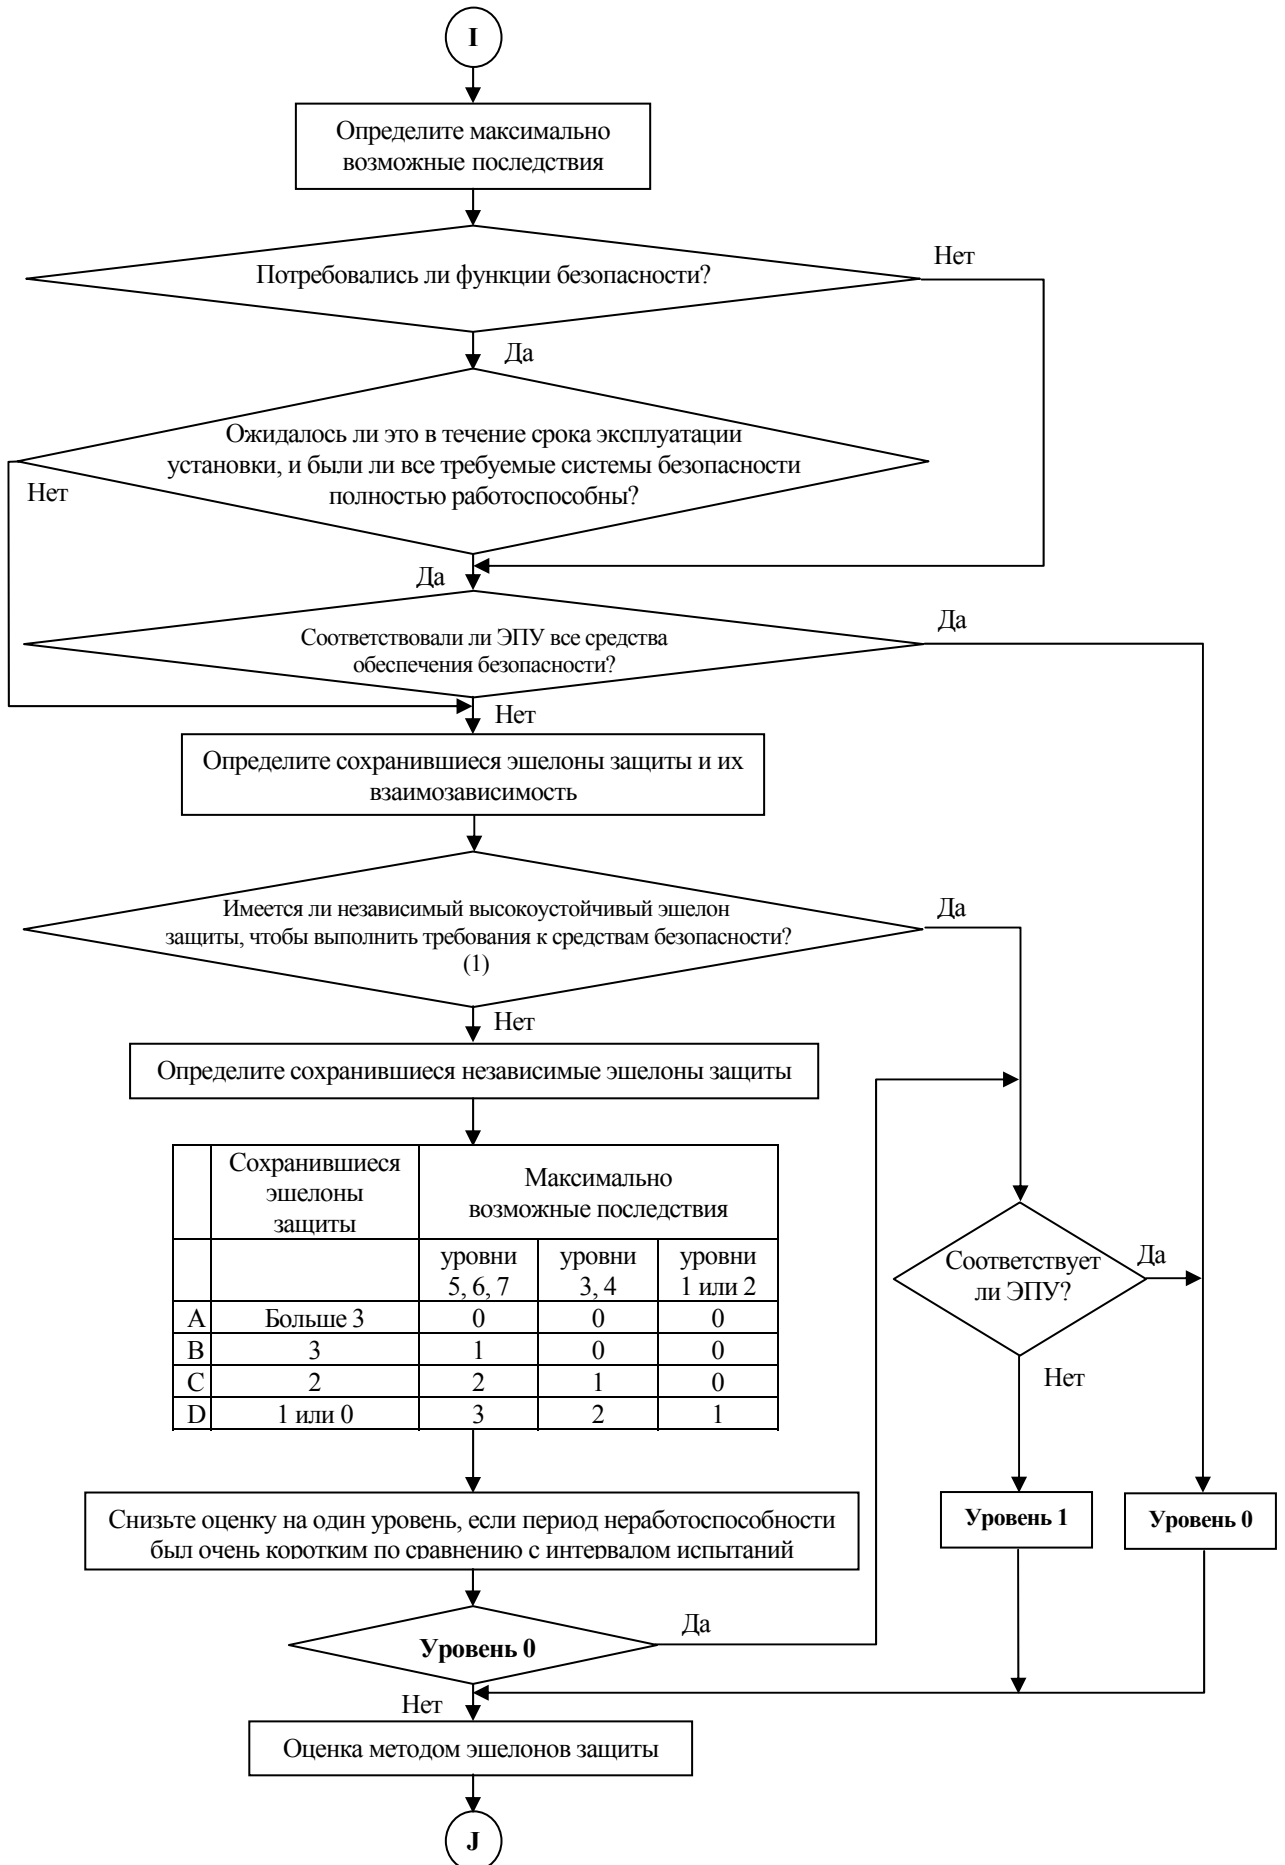 I
Определите максимально
возможные последствия
Потребовались ли функции безопасности?
Нет
Да
Ожидалось ли это в течение срока эксплуатации
установки, и были ли все требуемые системы безопасности
полностью работоспособны?
Нет
Да
Соответствовали ли ЭПУ все средства
обеспечения безопасности?
Да
Нет
Определите сохранившиеся эшелоны защиты и их
взаимозависимость
Имеется ли независимый высокоустойчивый эшелон
защиты, чтобы выполнить требования к средствам безопасности?
(1)
Да
Нет
Определите сохранившиеся независимые эшелоны защиты
Сохранившиеся
эшелоны
защиты
Максимально
возможные последствия
уровни
5, 6, 7
уровни
3, 4
уровни
1 или 2
A Больше 3 0 0 0
B 3 1 0 0
C 2 2 1 0
D 1 или 0 3 2 1
Соответствует
ли ЭПУ?
Да
Нет
Снизьте оценку на один уровень, если период неработоспособности
был очень коротким по сравнению с интервалом испытаний
Уровень 1
Уровень 0
Уровень 0
Да
Нет
Оценка методом эшелонов защиты
J